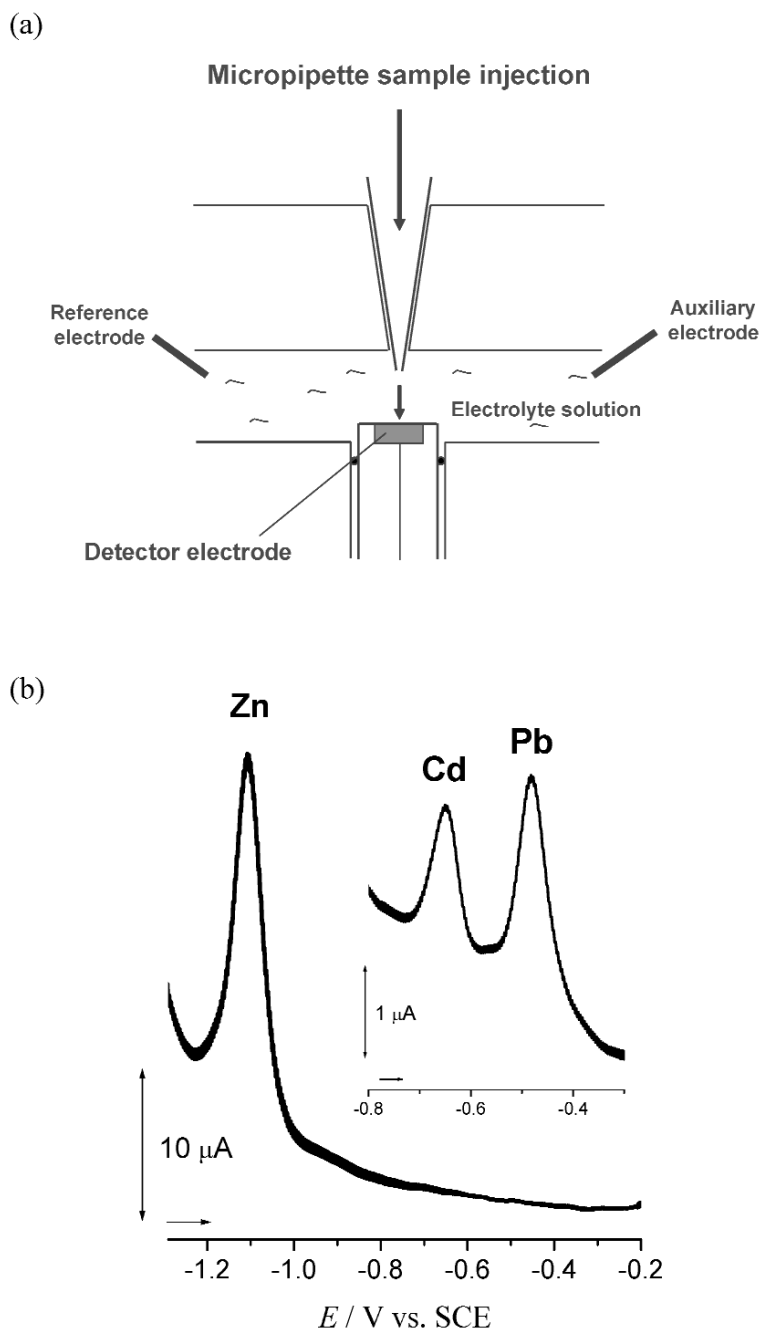 (a)
Micropipette sample injection
Reference
electrode
Auxiliary
electrode
Electrolyte solution
Detector electrode
(b)
Zn
Pb
Cd
1 μA
-0.8
-0.6
-0.4
10 μA
-1.2
-1.0
-0.8
-0.6
-0.4
-0.2
E / V vs. SCE